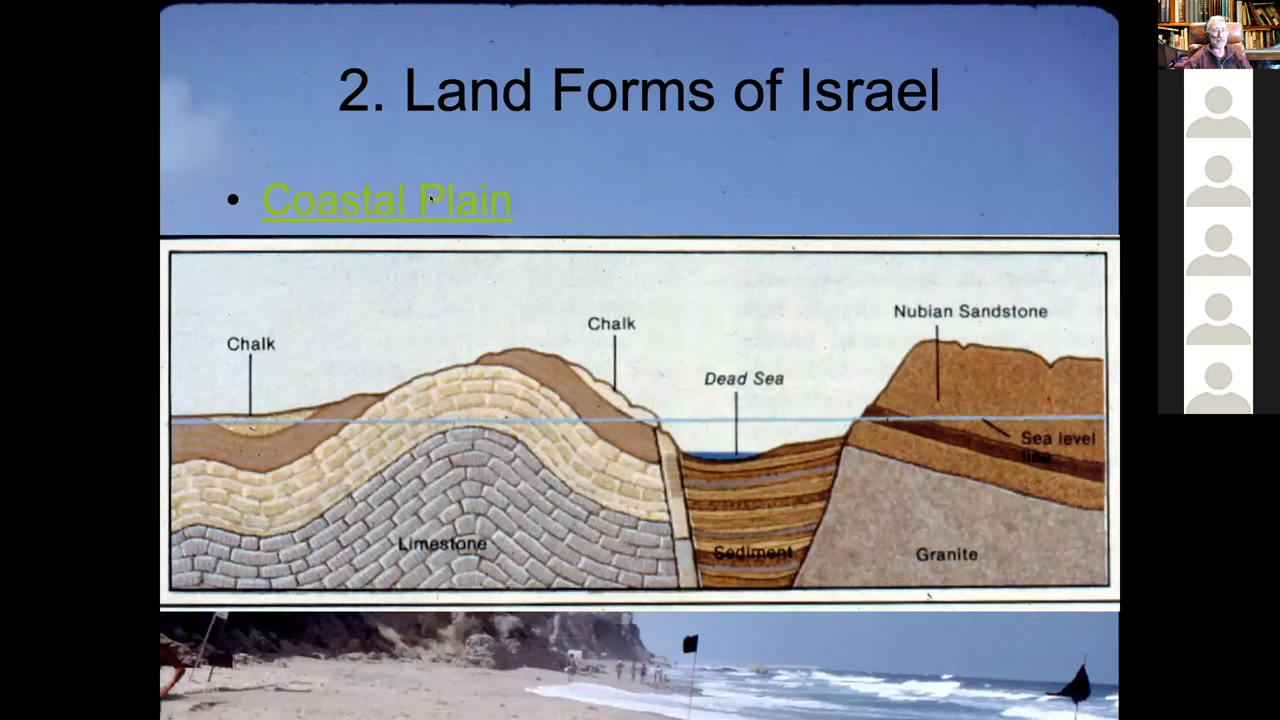 2. Land Forms of Israel
• Coastal Plain
Nubian Sandstone
Chalk
Chalk
Dead Sea
Sea level
line
Limestone
Sediment
Granite